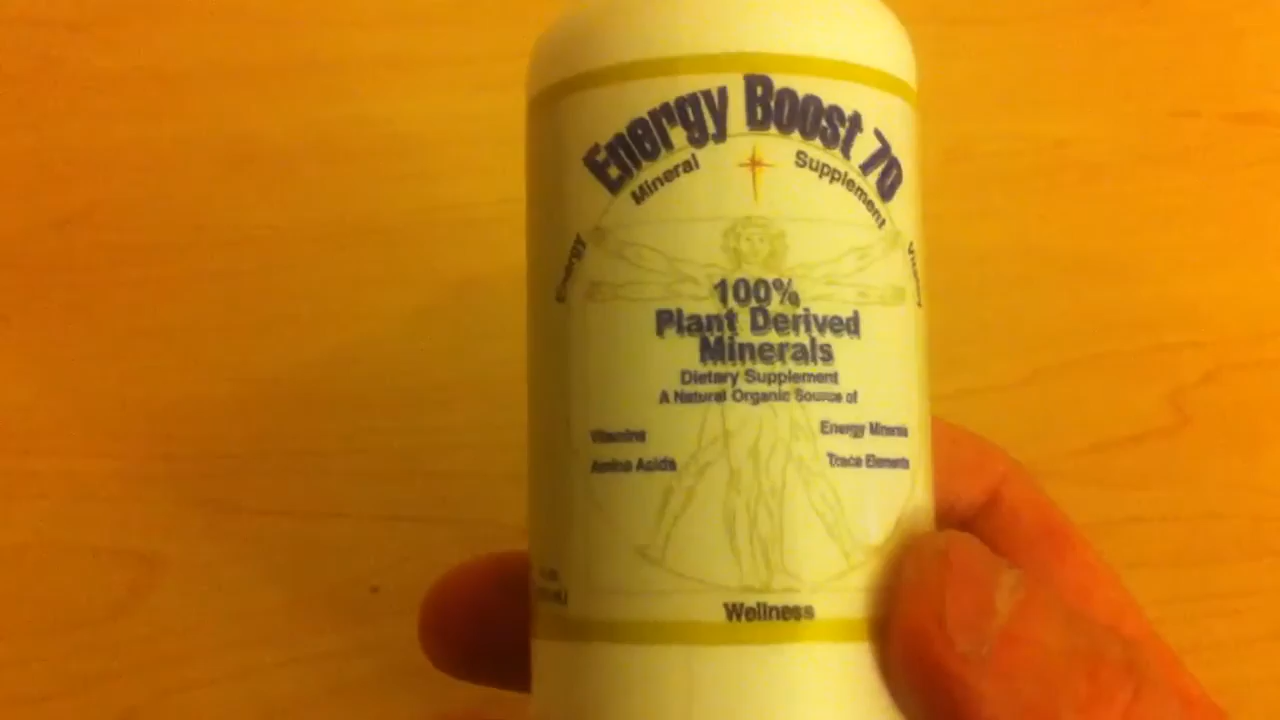 Energy Boost 70
Mineral Supplement
Energy
100%
Plant Derived
Minerals
Dietary Supplement
A Natural Organic Source of
Vitamins
Energy Minerals
Amino Acids
Trace Elements
Wellness